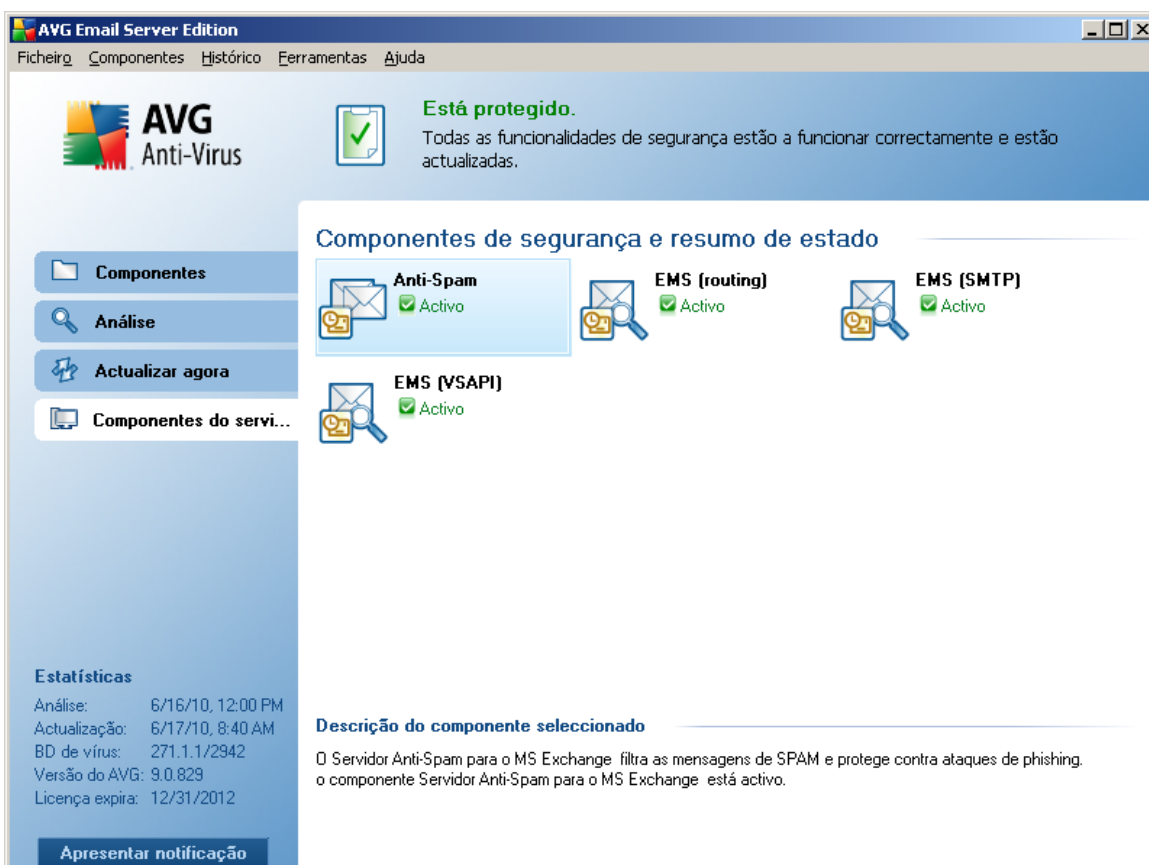 AVG Email Server Edition
Ficheiro Componentes Histórico Ferramentas Ajuda
AVG
Anti-Virus
Está protegido.
Todas as funcionalidades de segurança estão a funcionar correctamente e estão
actualizadas.
Componentes
Análise
Actualizar agora
Componentes do servi...
Componentes de segurança e resumo de estado
Anti-Spam
Activo
EMS (routing)
Activo
EMS (SMTP)
Activo
EMS (VSAPI)
Activo
Estatísticas
Análise: 6/16/10, 12:00 PM
Actualização: 6/17/10, 8:40 AM
BD de vírus: 271.1.1/2942
Versão do AVG: 9.0.829
Licença expira: 12/31/2012
Apresentar notificação
Descrição do componente seleccionado
O Servidor Anti-Spam para o MS Exchange filtra as mensagens de SPAM e protege contra ataques de phishing.
o componente Servidor Anti-Spam para o MS Exchange está activo.